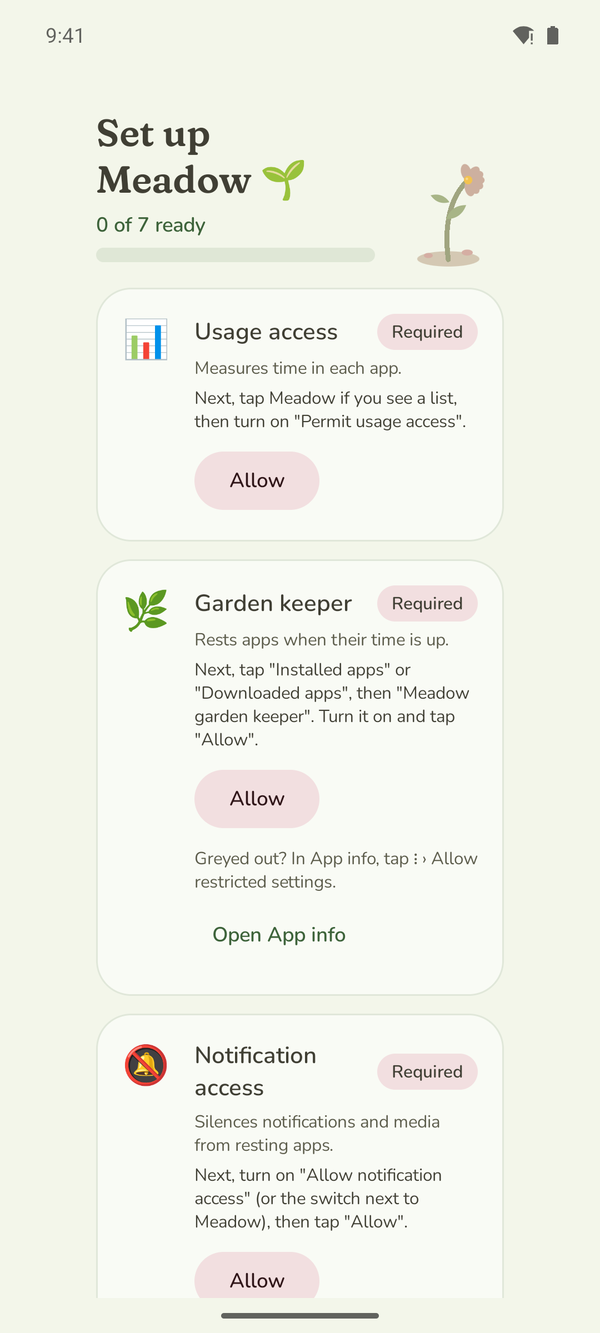 9:41
Set up
Meadow 🌱
0 of 7 ready
Usage access
Required
Measures time in each app.
Next, tap Meadow if you see a list,
then turn on "Permit usage access".
Allow
Garden keeper
Required
Rests apps when their time is up.
Next, tap "Installed apps" or
"Downloaded apps", then "Meadow
garden keeper". Turn it on and tap
"Allow".
Allow
Greyed out? In App info, tap ⋮ › Allow
restricted settings.
Open App info
Notification
access
Required
Silences notifications and media
from resting apps.
Next, turn on "Allow notification
access" (or the switch next to
Meadow), then tap "Allow".
Allow